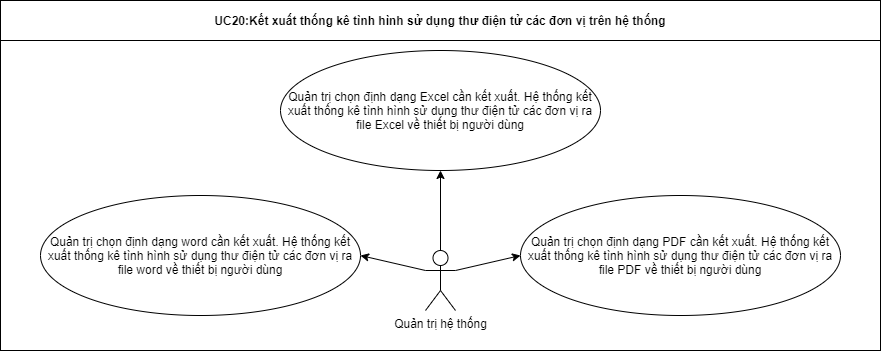 UC20:Kết xuất thống kê tình hình sử dụng thư điện tử các đơn vị trên hệ thống
Quản trị chọn định dạng Excel cần kết xuất. Hệ thống kết
xuất thống kê tình hình sử dụng thư điện tử các đơn vị ra
file Excel về thiết bị người dùng
Quản trị chọn định dạng word cần kết xuất. Hệ thống kết
xuất thống kê tình hình sử dụng thư điện tử các đơn vị ra
file word về thiết bị người dùng
Quản trị chọn định dạng PDF cần kết xuất. Hệ thống kết
xuất thống kê tình hình sử dụng thư điện tử các đơn vị ra
file PDF về thiết bị người dùng
Quản trị hệ thống